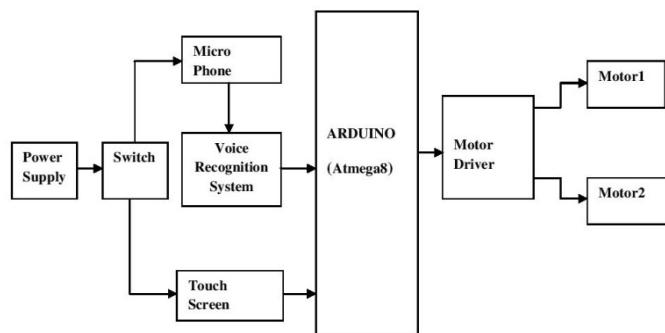 Micro
Phone
Power
Supply
Switch
Voice
Recognition
System
Touch
Screen
ARDUINO
(Atmega8)
Motor
Driver
Motor1
Motor2